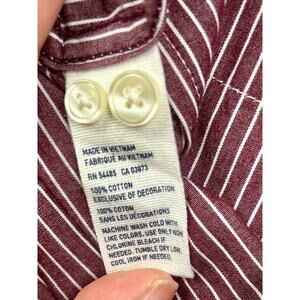 MADE IN VIETNAM
FABRIQUÉ AU VIETNAM
RN 54485 CA 03873
100% COTTON
EXCLUSIVE OF DECORATION
100% COTON
SANS LES DÉCORATIONS
MACHINE WASH COLD WITH
LIKE COLORS. USE ONLY NON
CHLORINE BLEACH IF
NEEDED. TUMBLE DRY LOW
COOL IRON IF NEEDED.